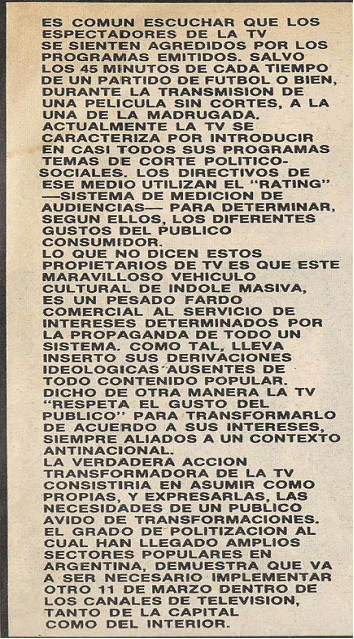 ES COMUN ESCUCHAR QUE LOS
ESPECTADORES DE LA TV
SE SIENTEN AGREDIDOS POR LOS
PROGRAMAS EMITIDOS. SALVO
LOS 45 MINUTOS DE CADA TIEMPO
DE UN PARTIDO DE FUTBOL O BIEN,
DURANTE LA TRANSMISION DE
UNA PELICULA SIN CORTES, A LA
UNA DE LA MADRUGADA.
ACTUALMENTE LA TV SE
CARACTERIZA POR INTRODUCIR
EN CASI TODOS SUS PROGRAMAS
TEMAS DE CORTE POLITICO-
SOCIALES. LOS DIRECTIVOS DE
ESE MEDIO UTILIZAN EL "RATING"
—SISTEMA DE MEDICION DE
AUDIENCIAS— PARA DETERMINAR,
SEGUN ELLOS, LOS DIFERENTES
GUSTOS DEL PUBLICO
CONSUMIDOR.
LO QUE NO DICEN ESTOS
PROPIETARIOS DE TV ES QUE ESTE
MARAVILLOSO VEHICULO
CULTURAL DE INDOLE MASIVA,
ES UN PESADO FARDO
COMERCIAL AL SERVICIO DE
INTERESES DETERMINADOS POR
LA PROPAGANDA DE TODO UN
SISTEMA. COMO TAL, LLEVA
INSERTO SUS DERIVACIONES
IDEOLOGICAS AUSENTES DE
TODO CONTENIDO POPULAR.
DICHO DE OTRA MANERA LA TV
"RESPETA EL GUSTO DEL
PUBLICO" PARA TRANSFORMARLO
DE ACUERDO A SUS INTERESES,
SIEMPRE ALIADOS A UN CONTEXTO
ANTINACIONAL.
LA VERDADERA ACCION
TRANSFORMADORA DE LA TV
CONSISTIRIA EN ASUMIR COMO
PROPIAS, Y EXPRESARLAS, LAS
NECESIDADES DE UN PUBLICO
AVIDO DE TRANSFORMACIONES.
EL GRADO DE POLITIZACION AL
CUAL HAN LLEGADO AMPLIOS
SECTORES POPULARES EN
ARGENTINA, DEMUESTRA QUE VA
A SER NECESARIO IMPLEMENTAR
OTRO 11 DE MARZO DENTRO DE
LOS CANALES DE TELEVISION,
TANTO DE LA CAPITAL
COMO DEL INTERIOR.